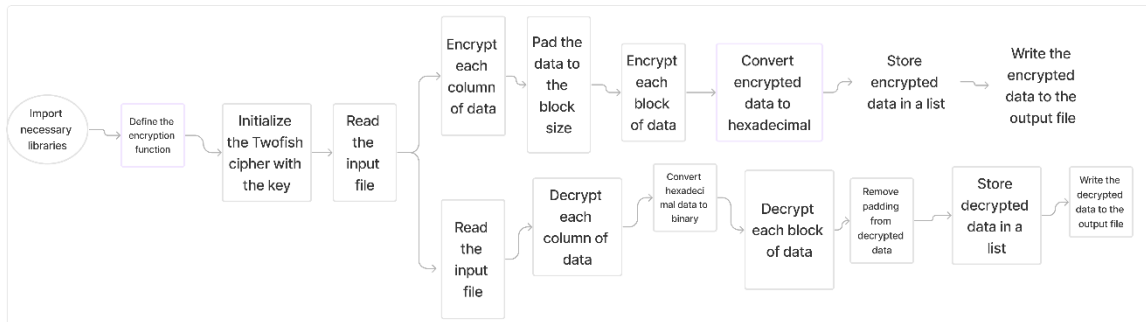 Import
necessary
libraries
Define the
encryption
function
Initialize
the Twofish
cipher with
the key
Read
the
input
file
Encrypt
each
column
of data
Pad the
data to
the
block
size
Encrypt
each
block
of data
Convert
encrypted
data to
hexadecimal
Store
encrypted
data in a list
Write the
encrypted
data to the
output file
Read
the
input
file
Decrypt
each
column of
data
Convert
hexadeci
mal data to
binary
Decrypt
each block
of data
Remove
padding
from
decrypted
data
Store
decrypted
data in a
list
Write the
decrypted
data to the
output file